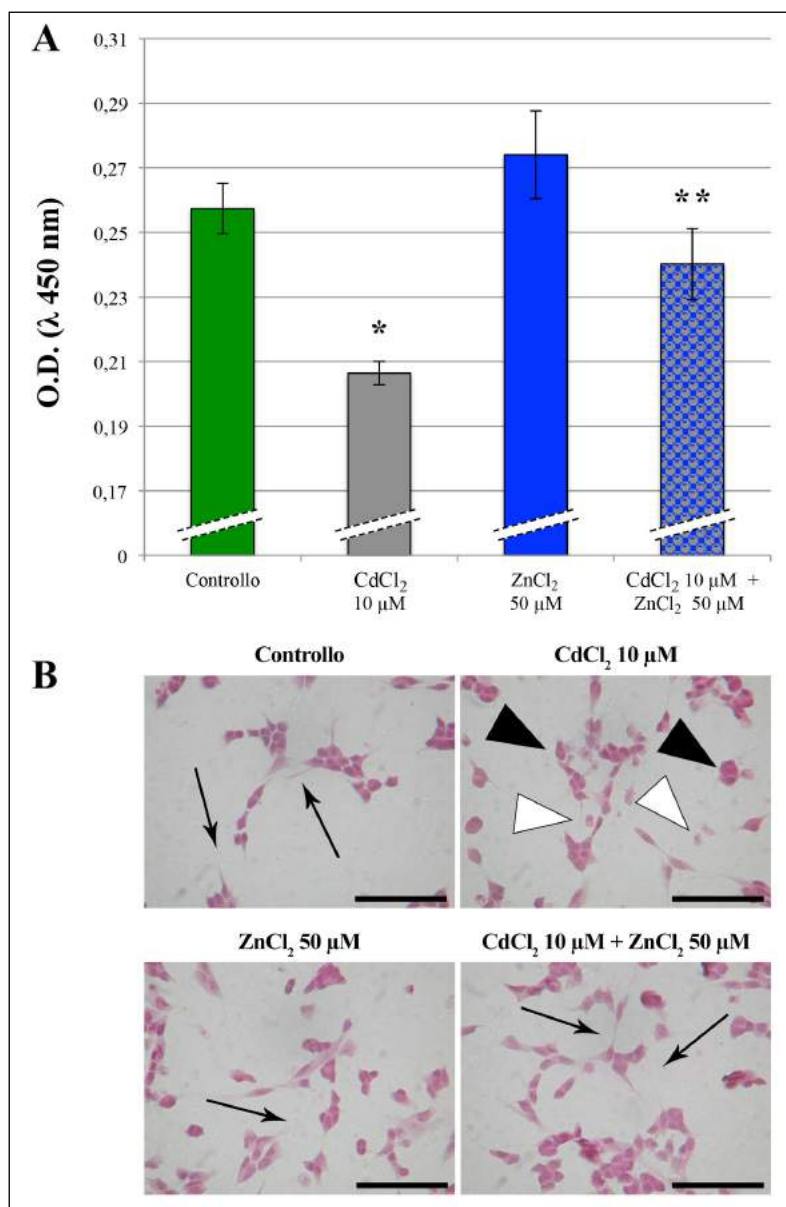 A
0,31
0,29
0,27
0,25
0,23
0,21
0,19
0,17
0
O.D. (λ 450 nm)
*
**
Controllo
CdCl₂
10 μM
ZnCl₂
50 μM
CdCl₂ 10 μM +
ZnCl₂ 50 μM
B
Controllo
CdCl₂ 10 μM
ZnCl₂ 50 μM
CdCl₂ 10 μM + ZnCl₂ 50 μM